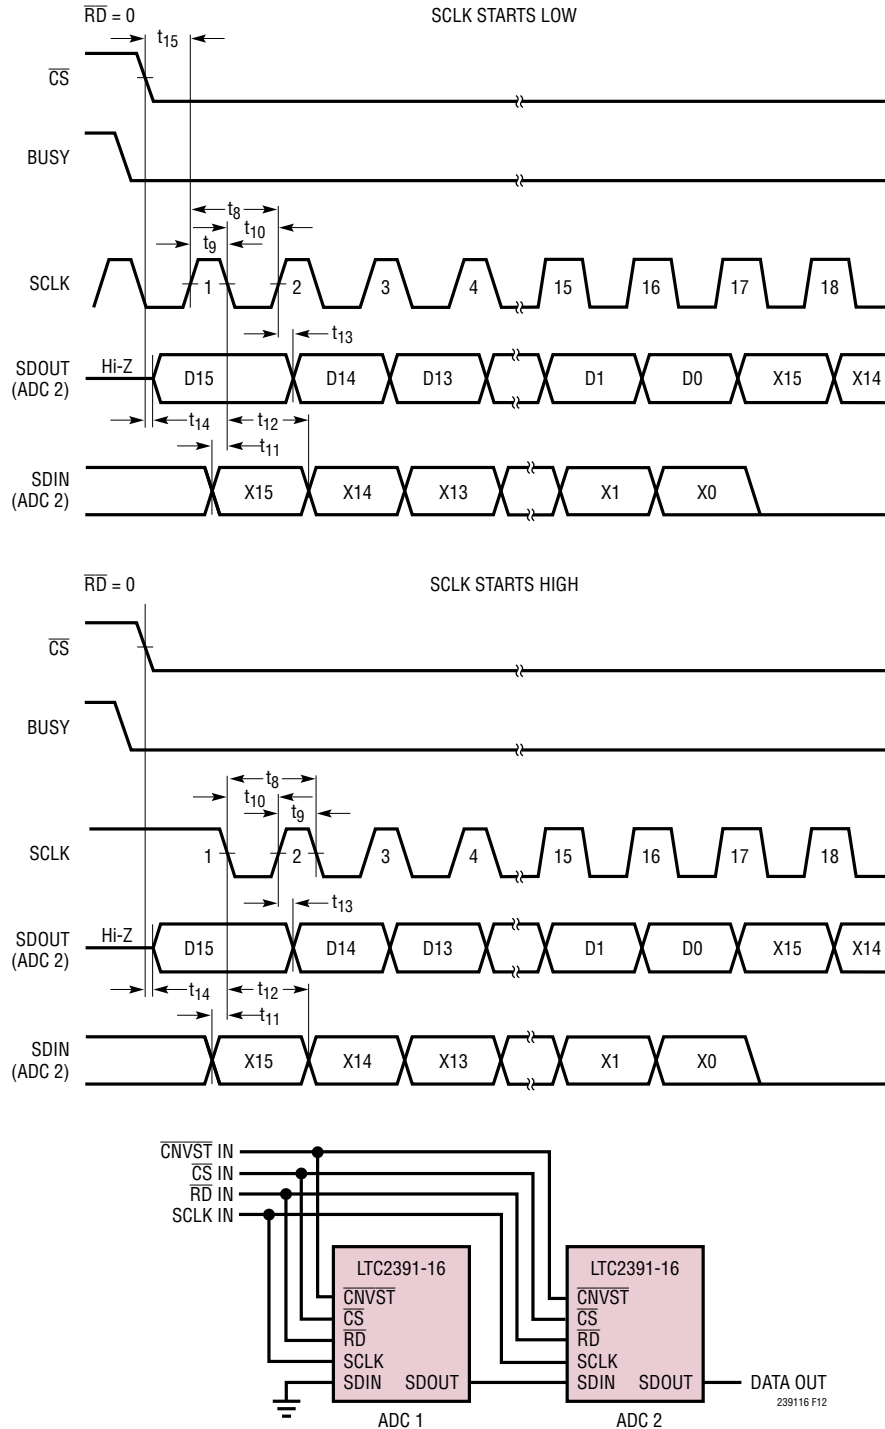 RD = 0 SCLK STARTS LOW
t15
CS
BUSY
t8
t10
t9
SCLK 1 2 3 4 15 16 17 18
t13
SDOUT (ADC 2) Hi-Z D15 D14 D13 D1 D0 X15 X14
t14 t12
t11
SDIN (ADC 2) X15 X14 X13 X1 X0
RD = 0 SCLK STARTS HIGH
CS
BUSY
t8
t10 t9
SCLK 1 2 3 4 15 16 17 18
t13
SDOUT (ADC 2) Hi-Z D15 D14 D13 D1 D0 X15 X14
t14 t12
t11
SDIN (ADC 2) X15 X14 X13 X1 X0
CNVST IN
CS IN
RD IN
SCLK IN
LTC2391-16 LTC2391-16
CNVST CNVST
CS CS
RD RD
SCLK SCLK
SDIN SDOUT SDIN SDOUT DATA OUT
239116 F12
ADC 1 ADC 2